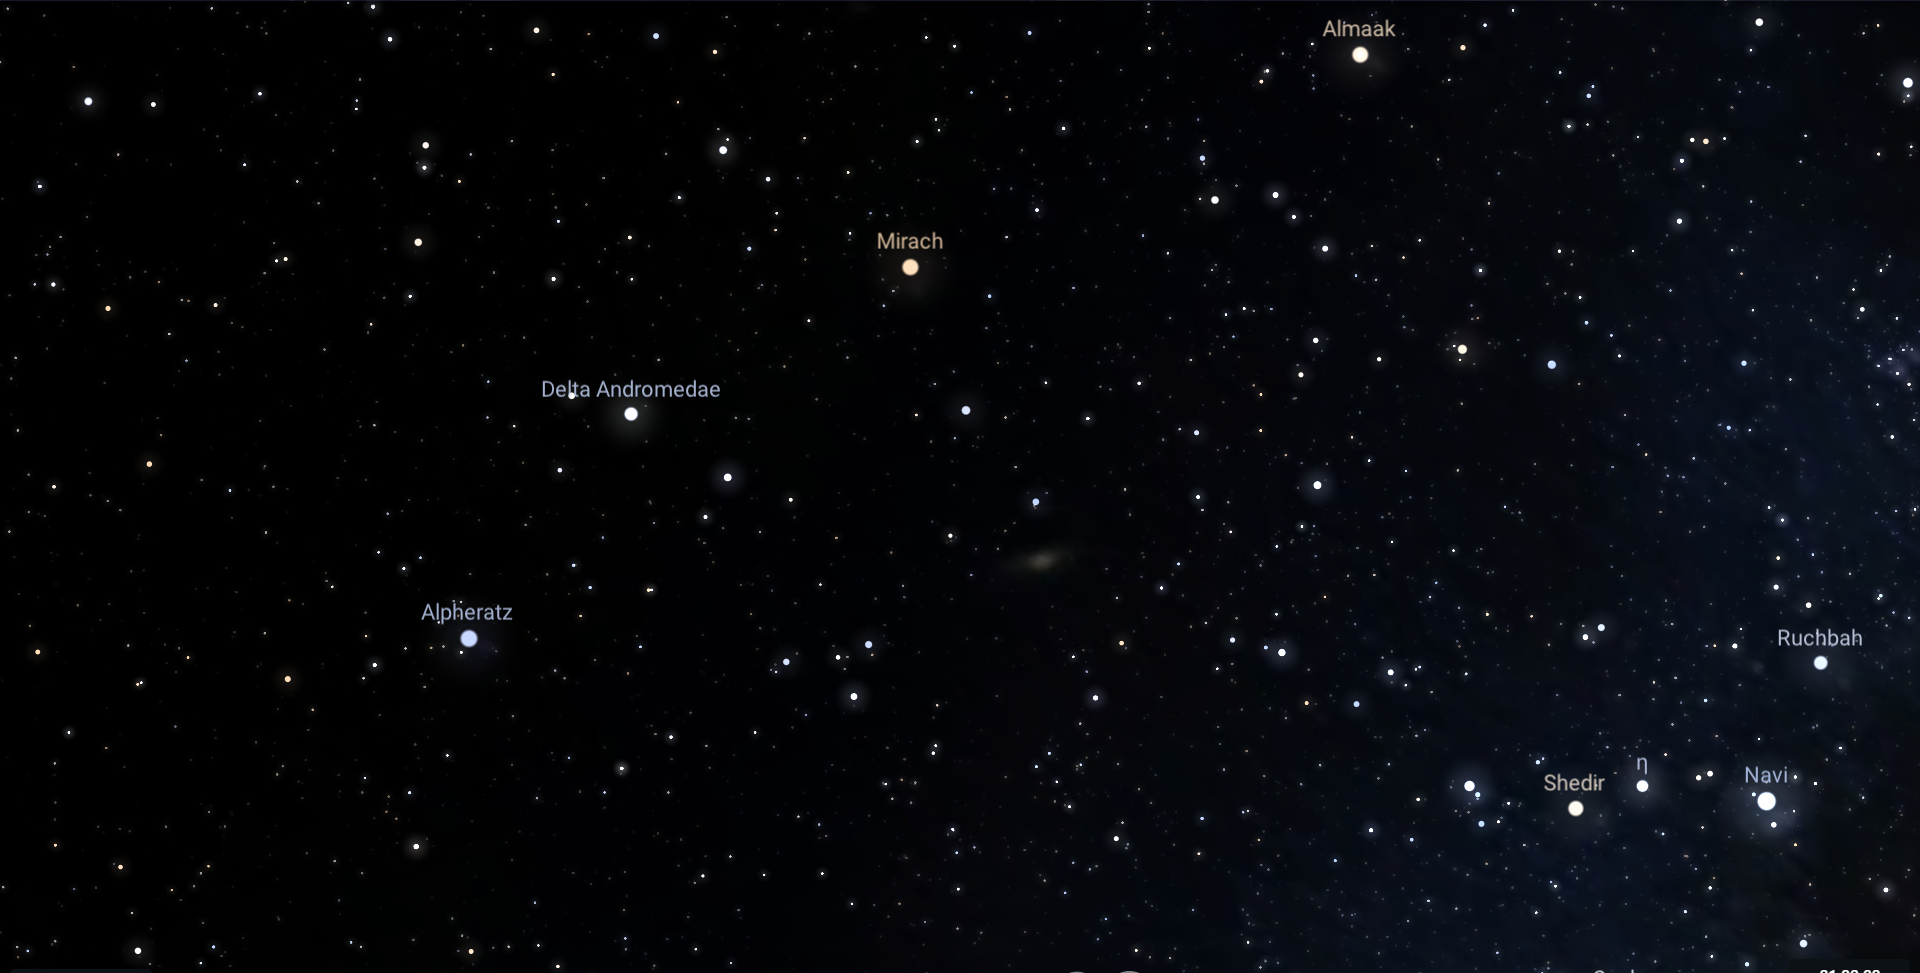 Almaak
Mirach
Delta Andromedae
Alpheratz
Ruchbah
η
Navi
Shedir